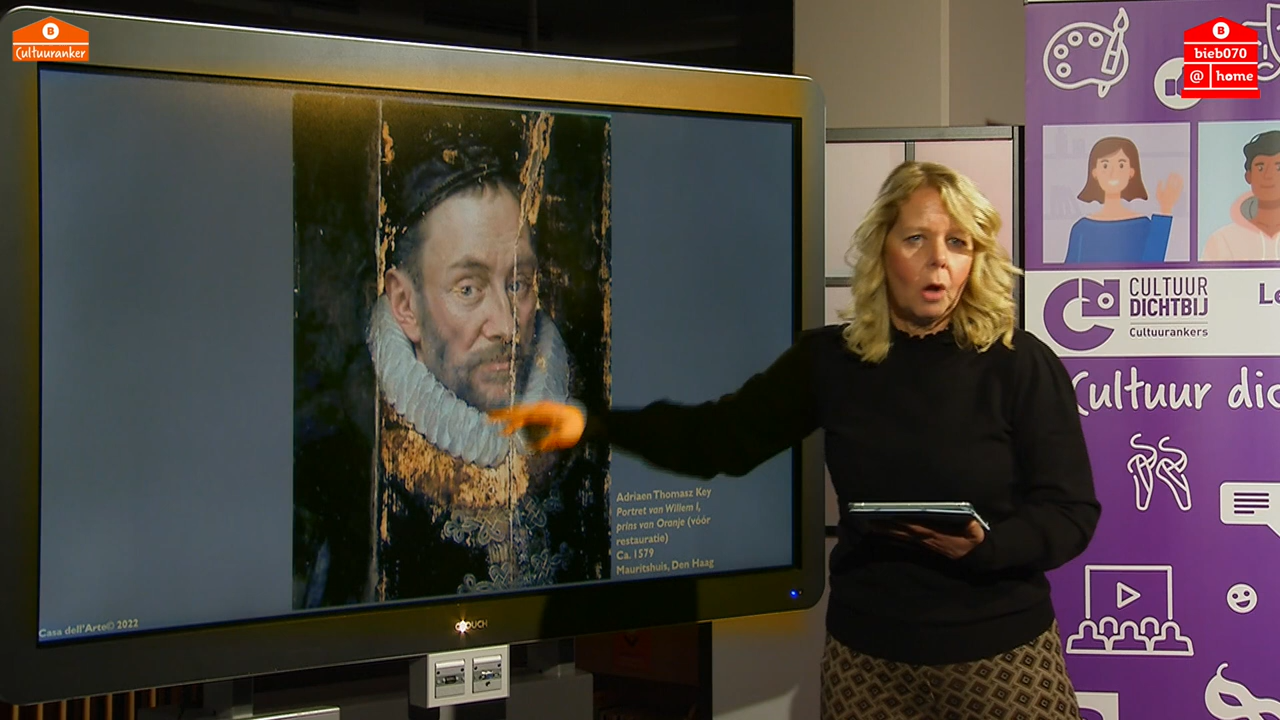 B
Cultuuranker
B
bieb070
@ home
CULTUUR
DICHTBIJ
Cultuurankers
Cultuur dic
Adriaen Thomasz Key
Portret van Willem I,
prins van Oranje (vóór
restauratie)
Ca. 1579
Mauritshuis, Den Haag
Casa dell'Arte© 2022